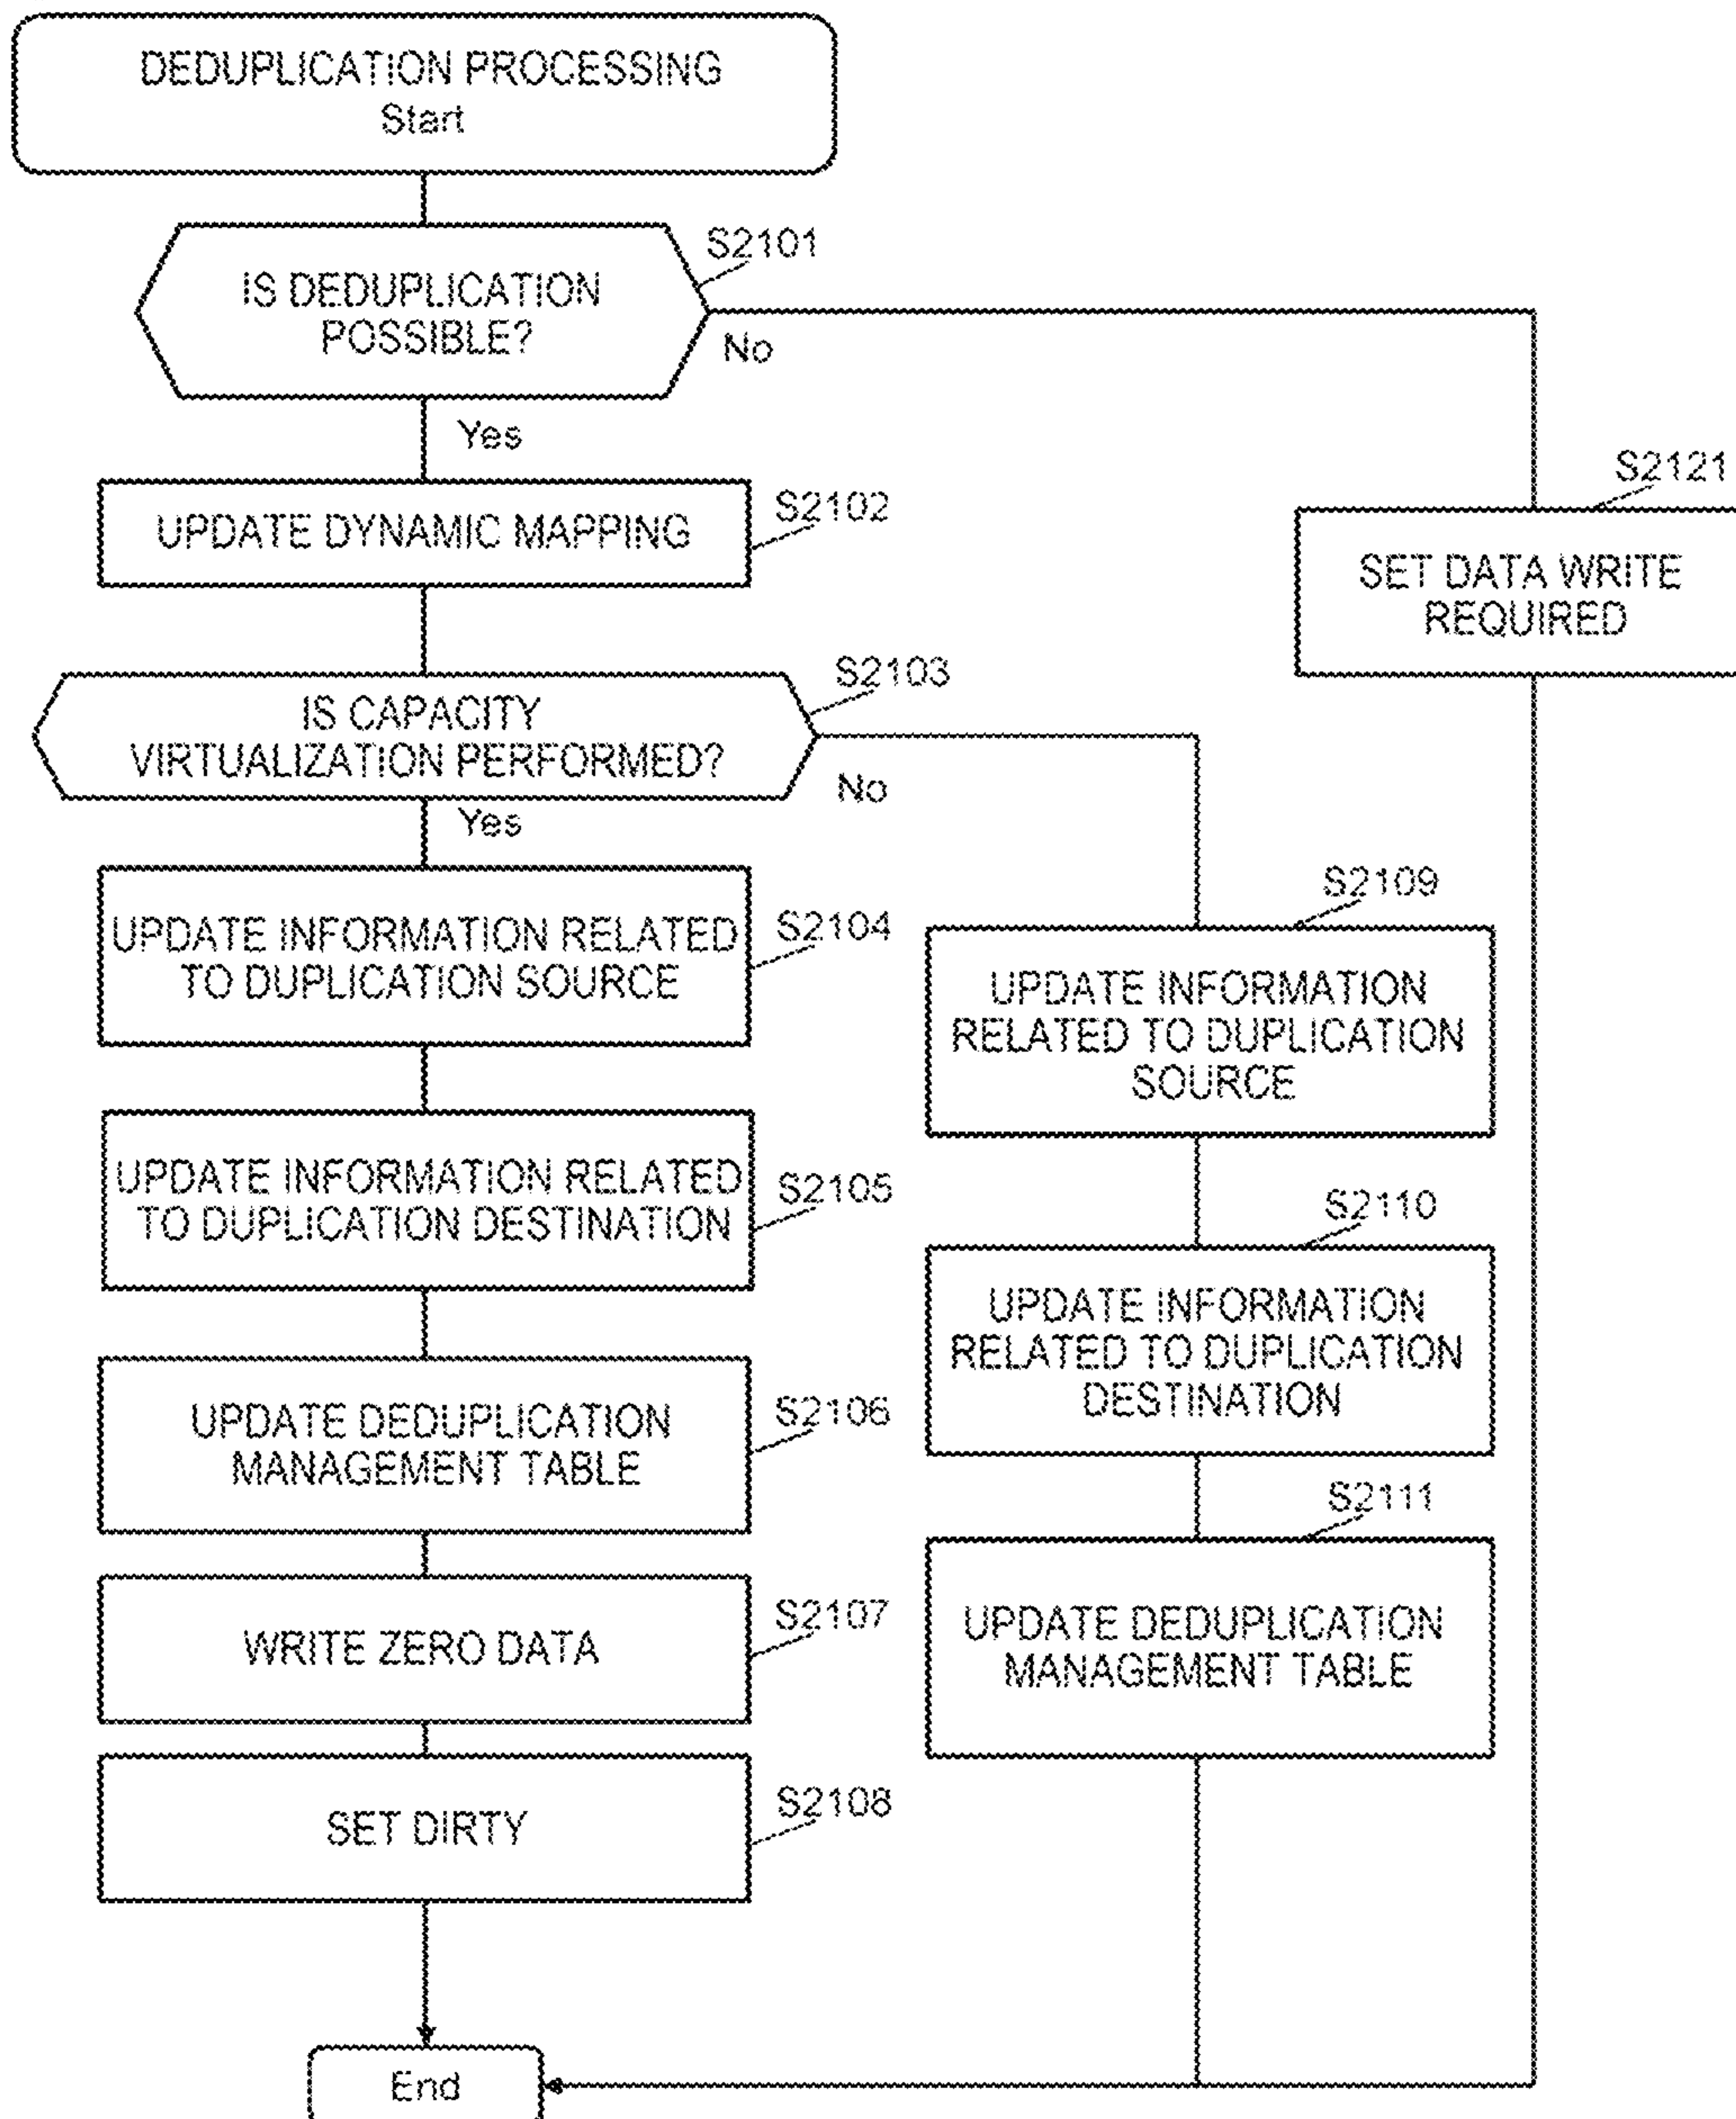 DEDUPLICATION PROCESSING
Start
S2101
IS DEDUPLICATION
POSSIBLE?
No
Yes
S2102
UPDATE DYNAMIC MAPPING
S2121
SET DATA WRITE
REQUIRED
S2103
IS CAPACITY
VIRTUALIZATION PERFORMED?
No
Yes
S2104
UPDATE INFORMATION RELATED
TO DUPLICATION SOURCE
S2105
UPDATE INFORMATION RELATED
TO DUPLICATION DESTINATION
S2106
UPDATE DEDUPLICATION
MANAGEMENT TABLE
S2107
WRITE ZERO DATA
S2108
SET DIRTY
S2109
UPDATE INFORMATION
RELATED TO DUPLICATION
SOURCE
S2110
UPDATE INFORMATION
RELATED TO DUPLICATION
DESTINATION
S2111
UPDATE DEDUPLICATION
MANAGEMENT TABLE
End